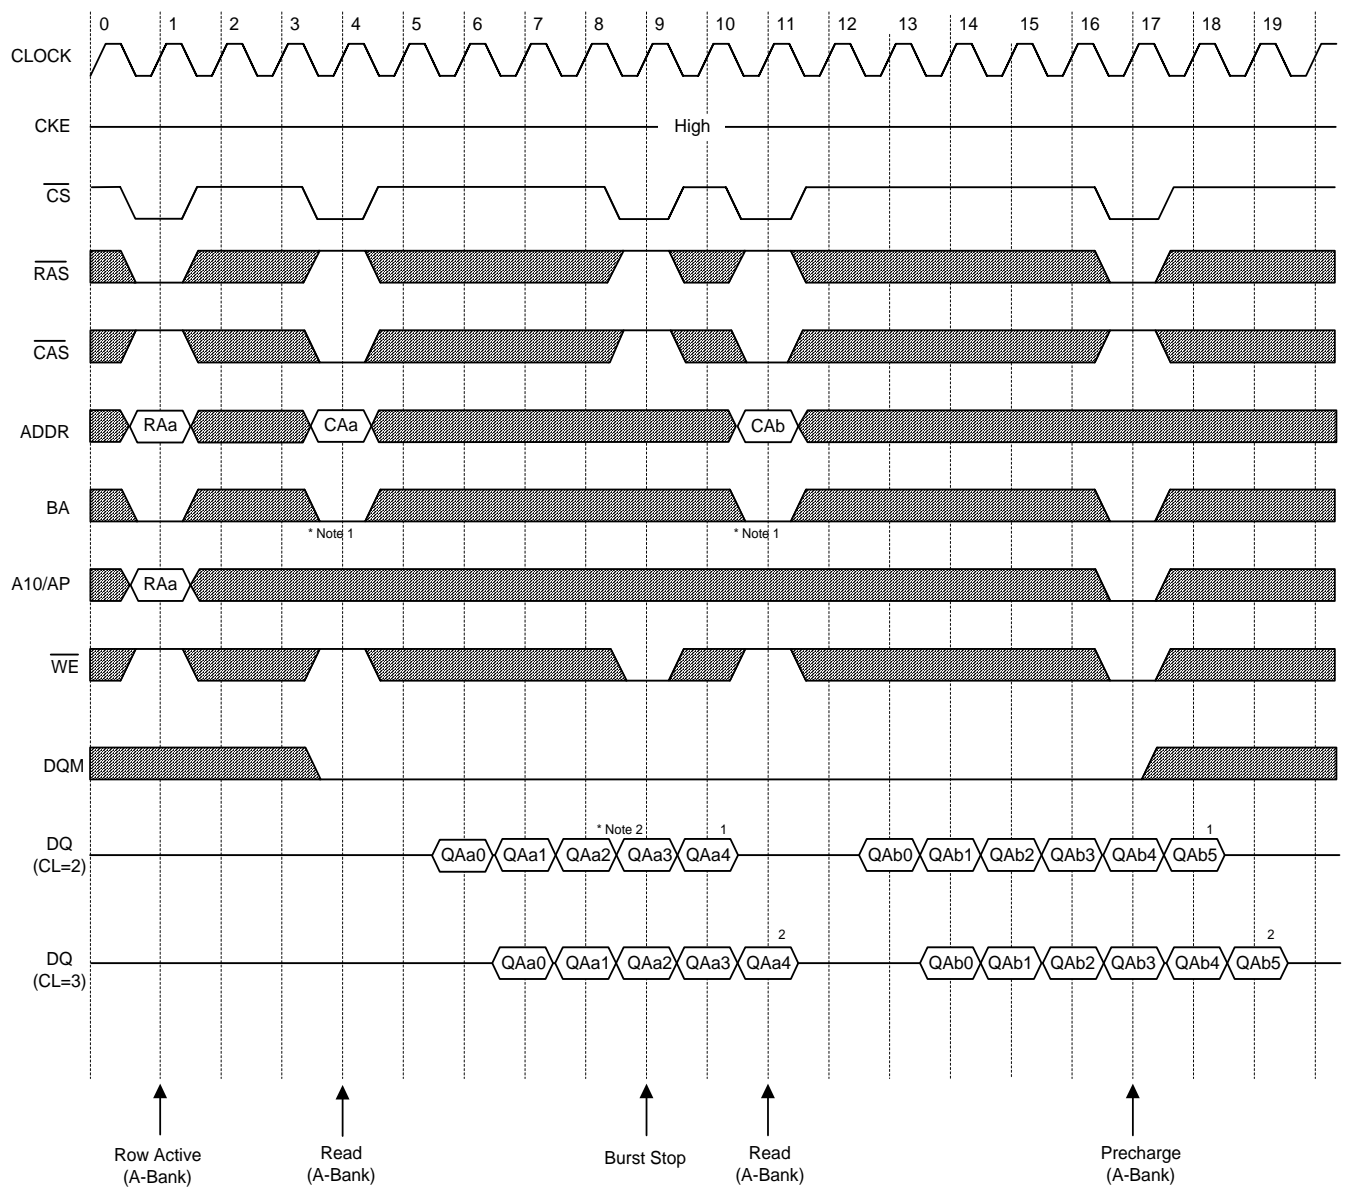 0 1 2 3 4 5 6 7 8 9 10 11 12 13 14 15 16 17 18 19
CLOCK
CKE High
CS
RAS
CAS
ADDR RAa CAa CAb
BA
* Note 1 * Note 1
A10/AP RAa
WE
DQM
* Note 2 1 1
DQ
(CL=2)
QAa0 QAa1 QAa2 QAa3 QAa4 QAb0 QAb1 QAb2 QAb3 QAb4 QAb5
2 2
DQ
(CL=3)
QAa0 QAa1 QAa2 QAa3 QAa4 QAb0 QAb1 QAb2 QAb3 QAb4 QAb5
Row Active
(A-Bank)
Read
(A-Bank)
Burst Stop
Read
(A-Bank)
Precharge
(A-Bank)